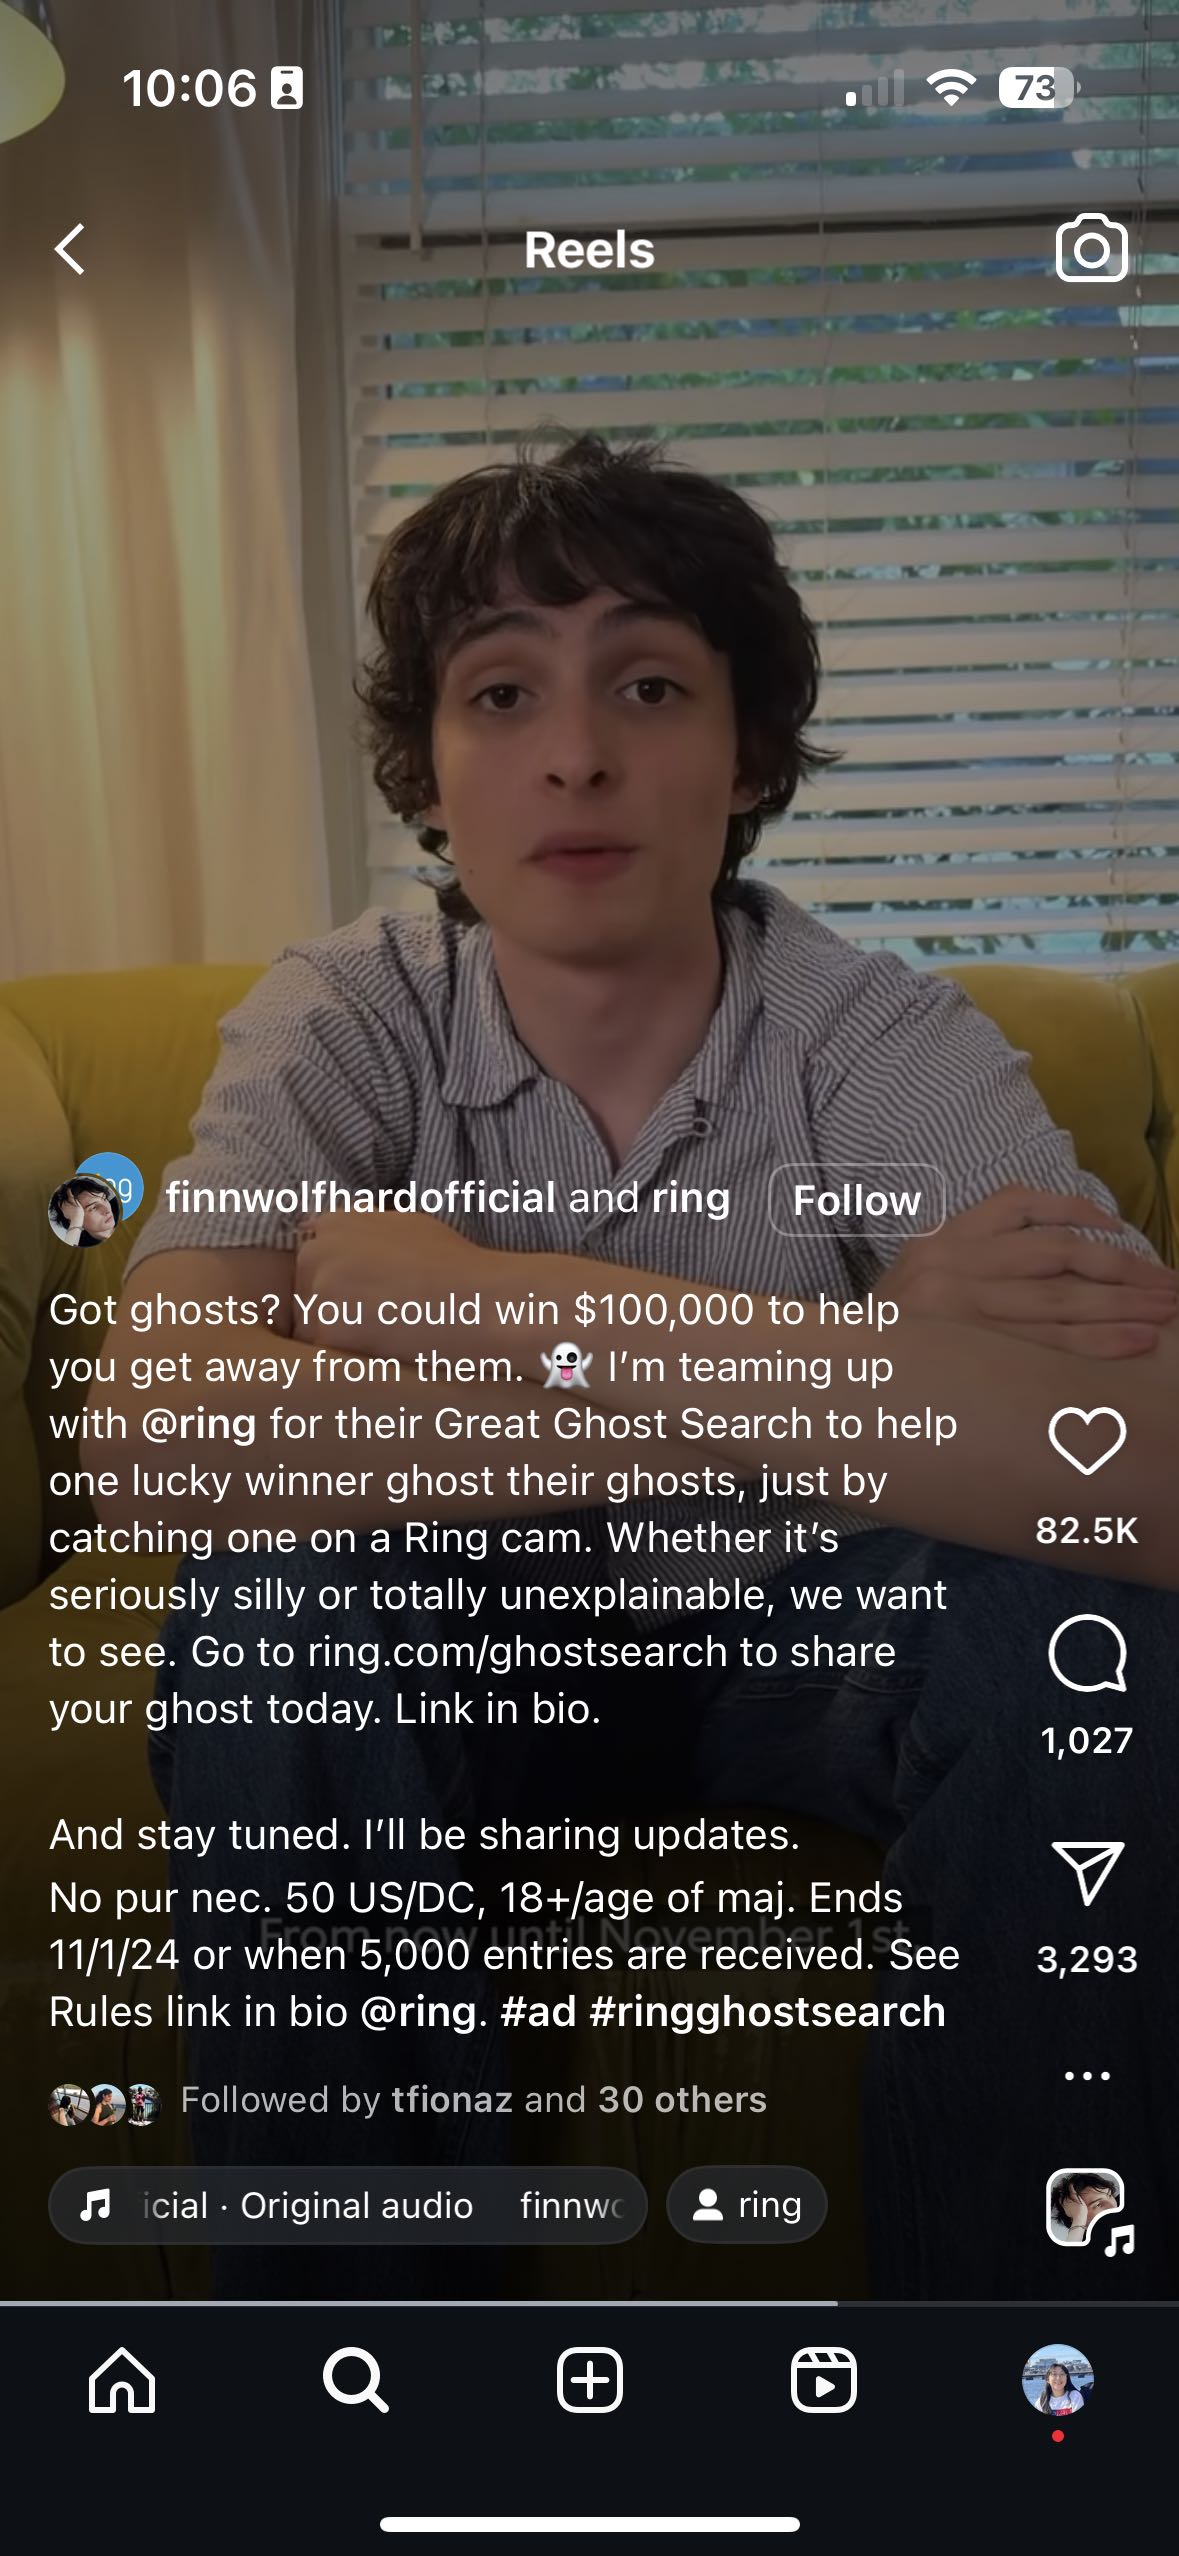 10:06
73
Reels
ng
finnwolfhardofficial and ring
Follow
Got ghosts? You could win $100,000 to help
you get away from them. 👻 I'm teaming up
with @ring for their Great Ghost Search to help
one lucky winner ghost their ghosts, just by
catching one on a Ring cam. Whether it's
seriously silly or totally unexplainable, we want
to see. Go to ring.com/ghostsearch to share
your ghost today. Link in bio.
And stay tuned. I'll be sharing updates.
No pur nec. 50 US/DC, 18+/age of maj. Ends
From now until November 1st
11/1/24 or when 5,000 entries are received. See
Rules link in bio @ring. #ad #ringghostsearch
82.5K
1,027
3,293
Followed by tfionaz and 30 others
icial · Original audio finnwo
ring